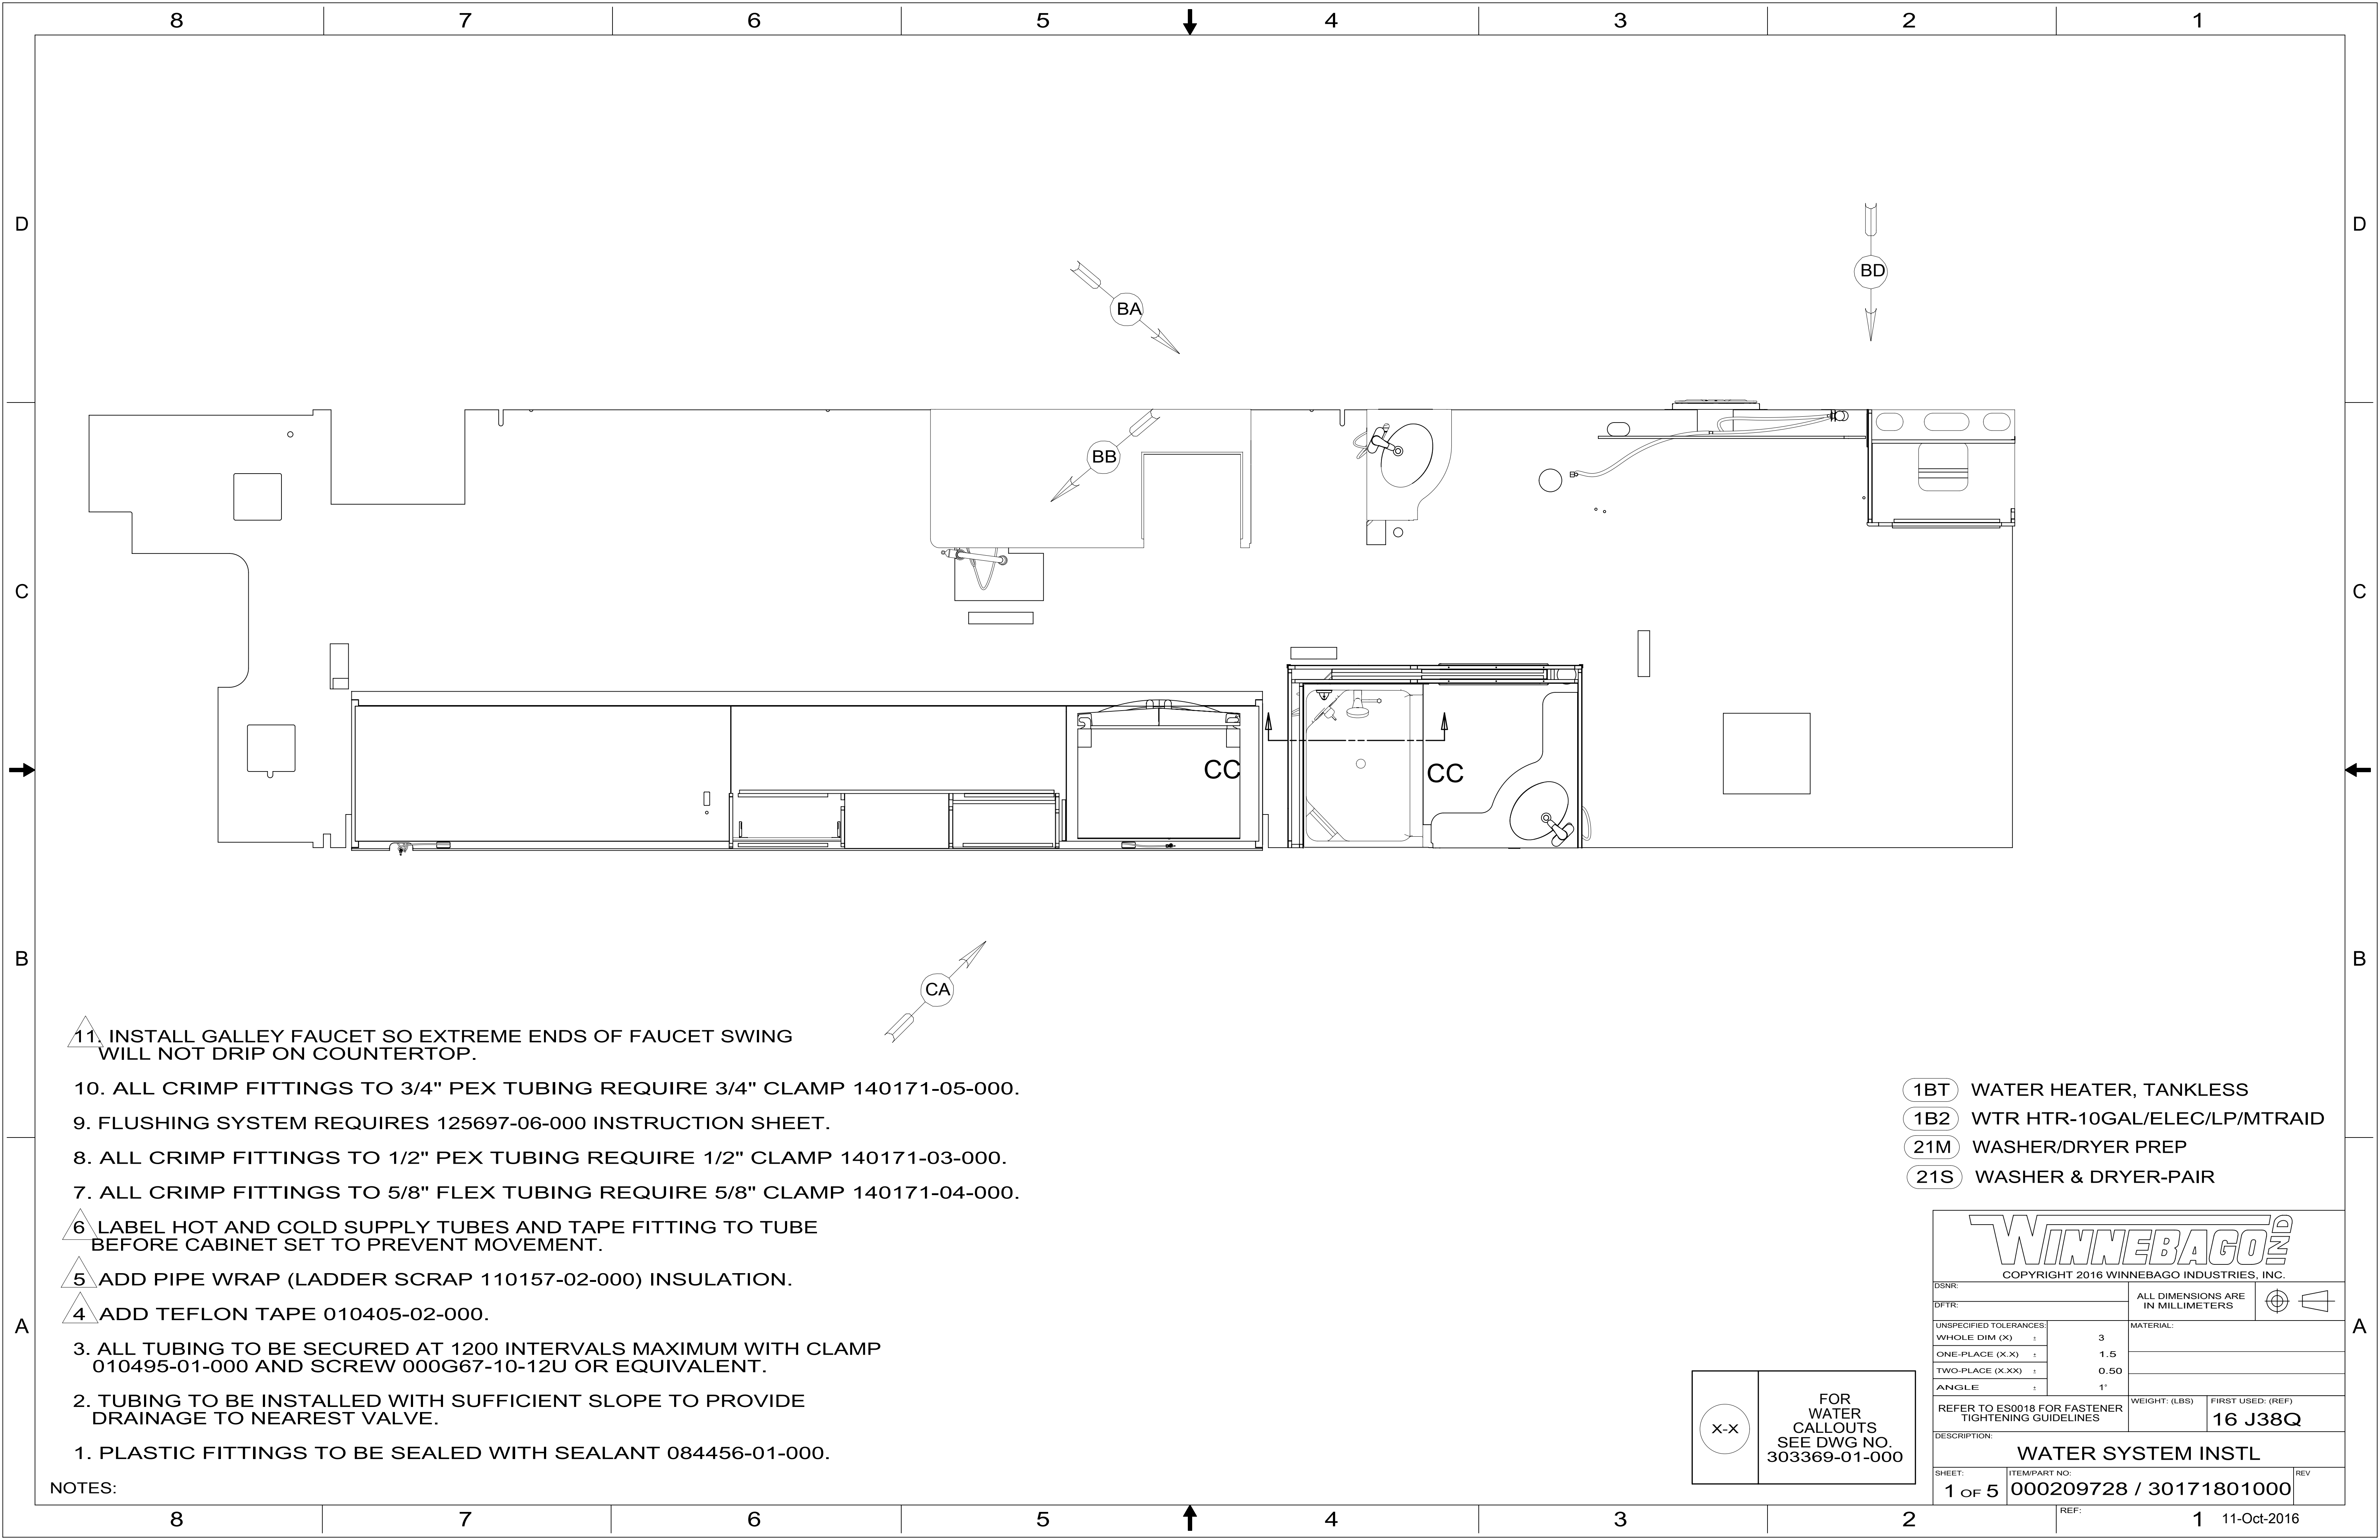 8 7 6 5 4 3 2 1
D D
BD
BA
BB
C C
CC CC
B B
CA
11. INSTALL GALLEY FAUCET SO EXTREME ENDS OF FAUCET SWING
WILL NOT DRIP ON COUNTERTOP.
10. ALL CRIMP FITTINGS TO 3/4" PEX TUBING REQUIRE 3/4" CLAMP 140171-05-000.
9. FLUSHING SYSTEM REQUIRES 125697-06-000 INSTRUCTION SHEET.
8. ALL CRIMP FITTINGS TO 1/2" PEX TUBING REQUIRE 1/2" CLAMP 140171-03-000.
7. ALL CRIMP FITTINGS TO 5/8" FLEX TUBING REQUIRE 5/8" CLAMP 140171-04-000.
6 LABEL HOT AND COLD SUPPLY TUBES AND TAPE FITTING TO TUBE
BEFORE CABINET SET TO PREVENT MOVEMENT.
5 ADD PIPE WRAP (LADDER SCRAP 110157-02-000) INSULATION.
4 ADD TEFLON TAPE 010405-02-000.
3. ALL TUBING TO BE SECURED AT 1200 INTERVALS MAXIMUM WITH CLAMP
010495-01-000 AND SCREW 000G67-10-12U OR EQUIVALENT.
2. TUBING TO BE INSTALLED WITH SUFFICIENT SLOPE TO PROVIDE
DRAINAGE TO NEAREST VALVE.
1. PLASTIC FITTINGS TO BE SEALED WITH SEALANT 084456-01-000.
NOTES:
1BT WATER HEATER, TANKLESS
1B2 WTR HTR-10GAL/ELEC/LP/MTRAID
21M WASHER/DRYER PREP
21S WASHER & DRYER-PAIR
A A
X-X
FOR
WATER
CALLOUTS
SEE DWG NO.
303369-01-000
WINNEBAGO IND
COPYRIGHT 2016 WINNEBAGO INDUSTRIES, INC.
DSNR:
DFTR:
ALL DIMENSIONS ARE
IN MILLIMETERS
UNSPECIFIED TOLERANCES:
WHOLE DIM (X) ± 3
ONE-PLACE (X.X) ± 1.5
TWO-PLACE (X.XX) ± 0.50
ANGLE ± 1°
MATERIAL:
REFER TO ES0018 FOR FASTENER
TIGHTENING GUIDELINES
WEIGHT: (LBS)
FIRST USED: (REF)
16 J38Q
DESCRIPTION:
WATER SYSTEM INSTL
SHEET:
1 OF 5
ITEM/PART NO:
000209728 / 30171801000
REV
REF:
8 7 6 5 4 3 2 1
11-Oct-2016